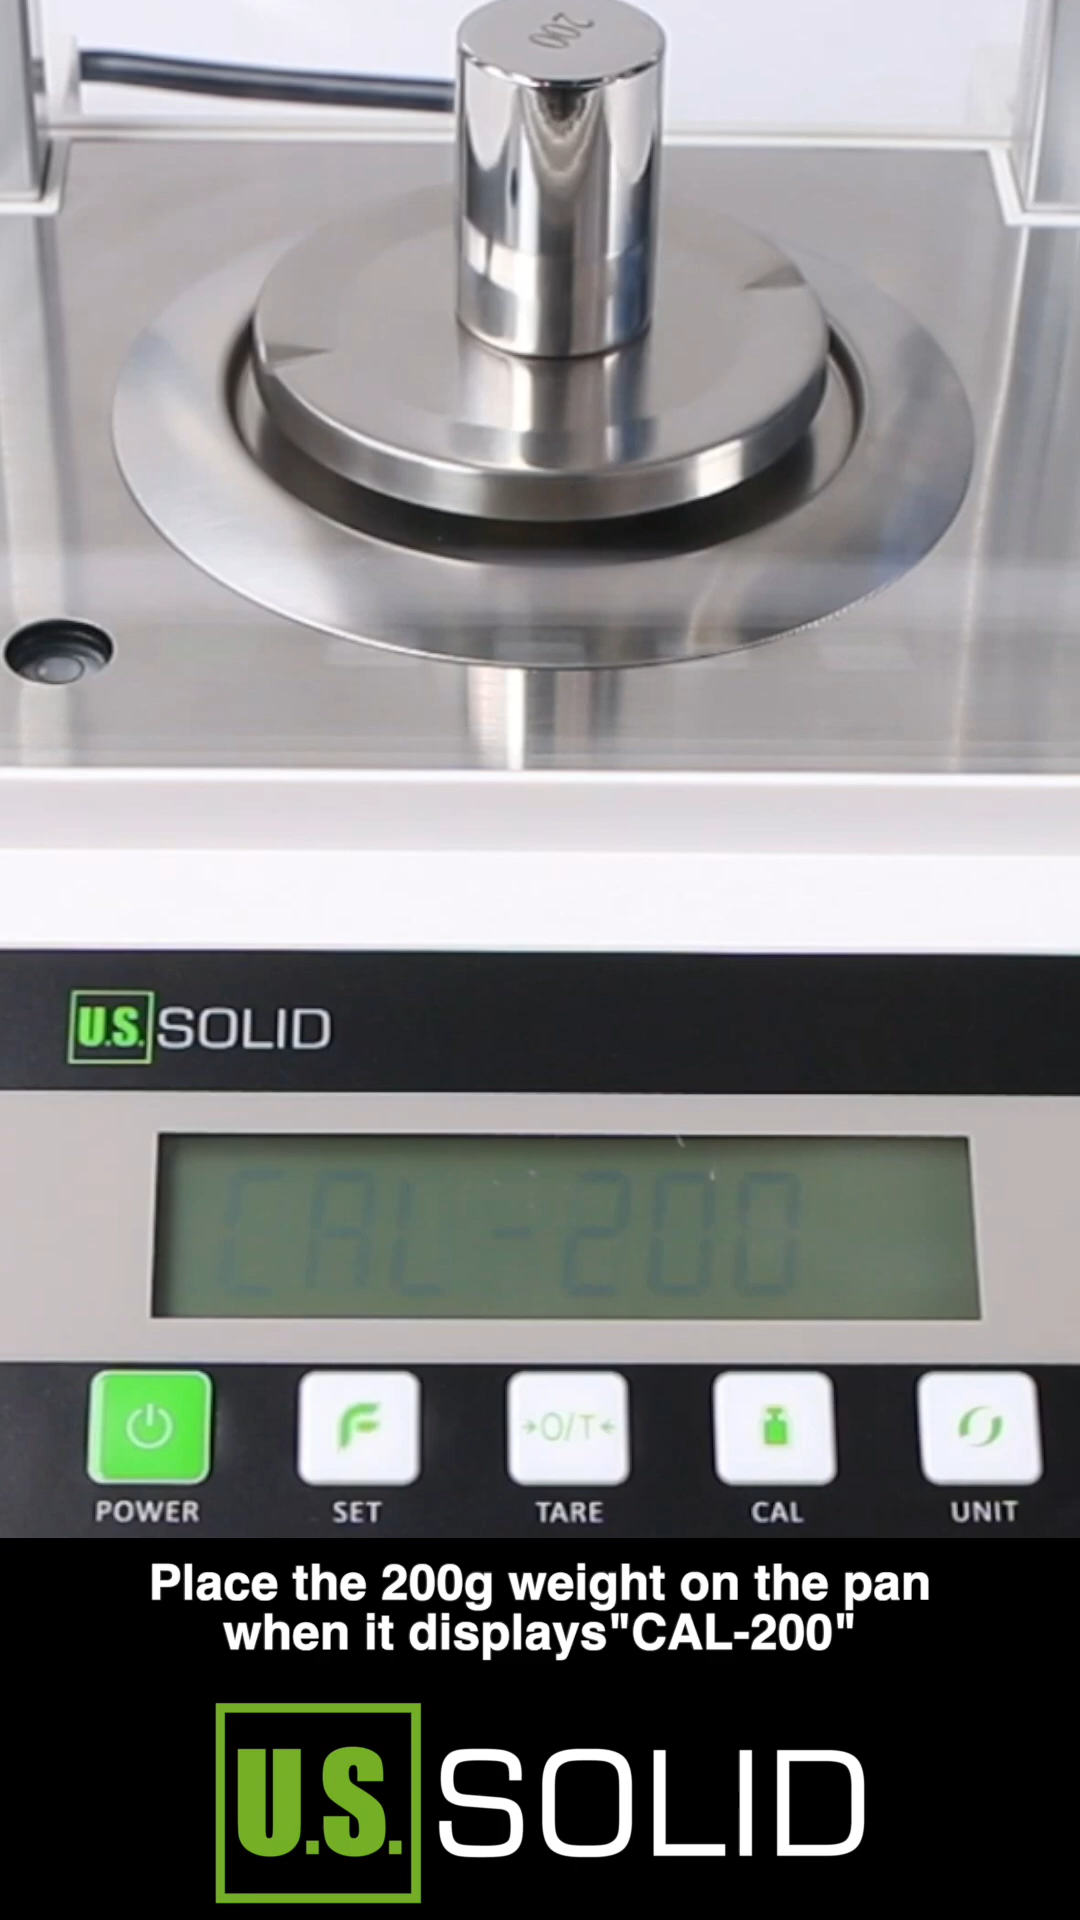 200
U.S. SOLID
CAL-200
→O/T←
POWER
SET
TARE
CAL
UNIT
Place the 200g weight on the pan
when it displays"CAL-200"
U.S. SOLID